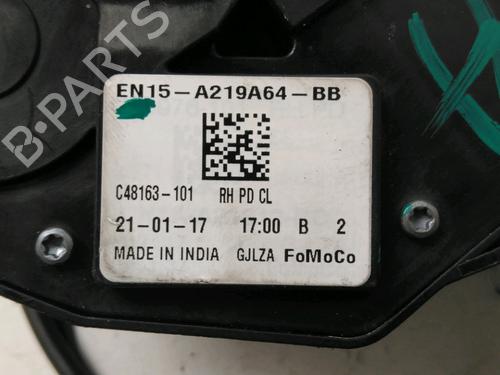 EN15-A219A64-BB
C48163-101 RH PD CL
21-01-17 17:00 B 2
MADE IN INDIA GJLZA FoMoCo
B-PARTS